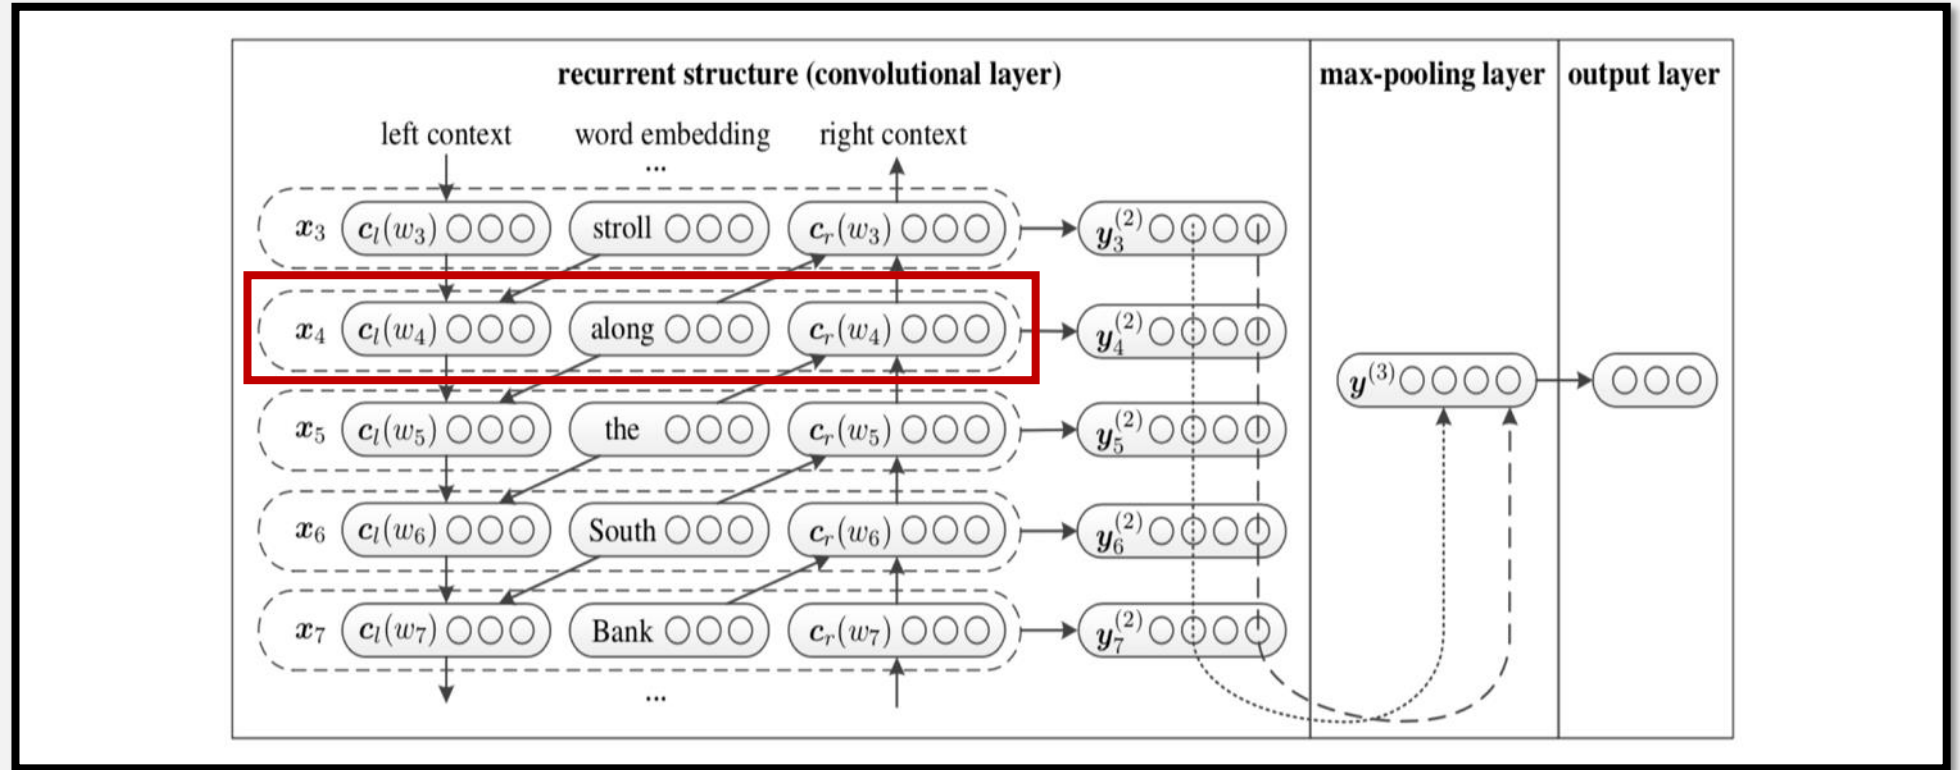 recurrent structure (convolutional layer) max-pooling layer output layer
left context word embedding right context
...
x₃ cₗ(w₃) stroll cᵣ(w₃) y₃⁽²⁾
x₄ cₗ(w₄) along cᵣ(w₄) y₄⁽²⁾
y⁽³⁾
x₅ cₗ(w₅) the cᵣ(w₅) y₅⁽²⁾
x₆ cₗ(w₆) South cᵣ(w₆) y₆⁽²⁾
x₇ cₗ(w₇) Bank cᵣ(w₇) y₇⁽²⁾
...